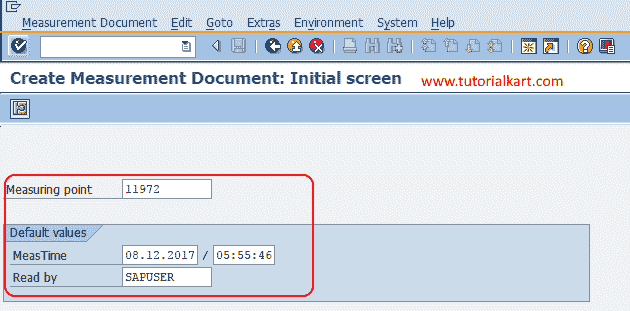 Measurement Document Edit Goto Extras Environment System Help
Create Measurement Document: Initial screen www.tutorialkart.com
Measuring point 11972
Default values
MeasTime 08.12.2017 / 05:55:46
Read by SAPUSER